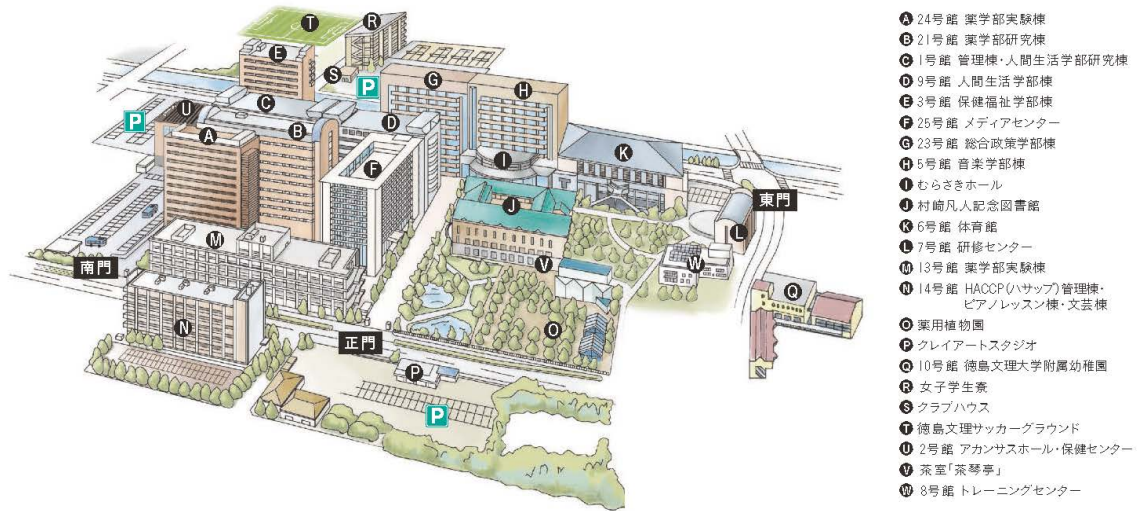 T
R
E
S
P
G
H
C
U
P
B
D
A
I
K
F
J
東門
L
M
V
W
南門
Q
N
O
正門
P
P
A 24号館 薬学部実験棟
B 21号館 薬学部研究棟
C 1号館 管理棟・人間生活学部研究棟
D 9号館 人間生活学部棟
E 3号館 保健福祉学部棟
F 25号館 メディアセンター
G 23号館 総合政策学部棟
H 5号館 音楽学部棟
I むらさきホール
J 村崎凡人記念図書館
K 6号館 体育館
L 7号館 研修センター
M 13号館 薬学部実験棟
N 14号館 HACCP(ハサップ)管理棟・
ピアノレッスン棟・文芸棟
O 薬用植物園
P クレイアートスタジオ
Q 10号館 徳島文理大学附属幼稚園
R 女子学生寮
S クラブハウス
T 徳島文理サッカーグラウンド
U 2号館 アカンサスホール・保健センター
V 茶室「茶琴亭」
W 8号館 トレーニングセンター